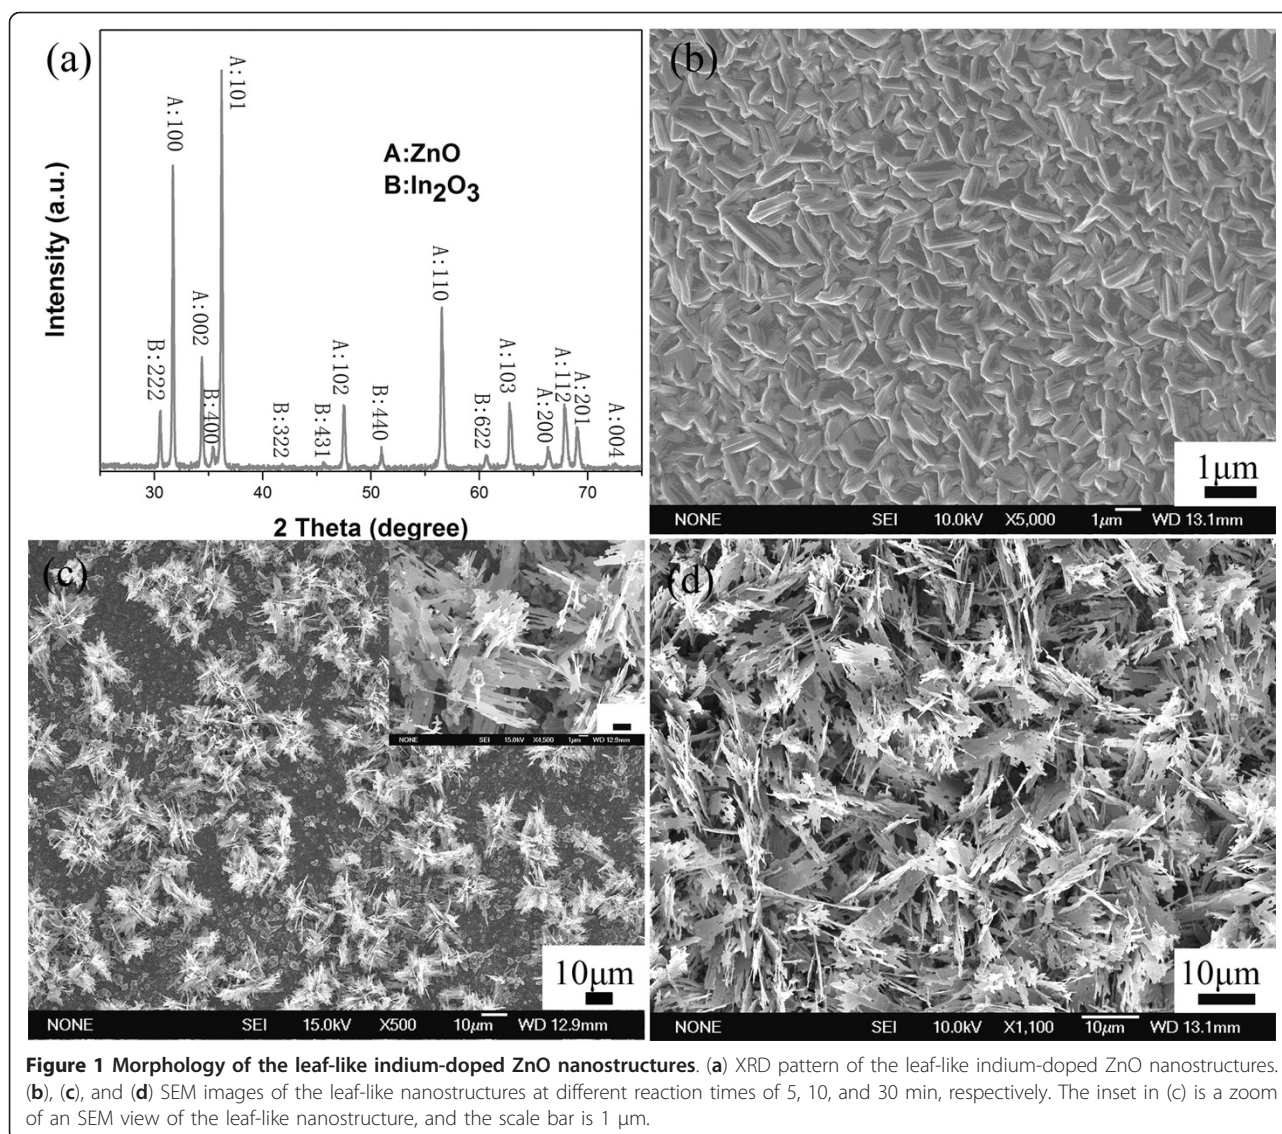 (a)
A:100
A:101
A:ZnO
B:In₂O₃
Intensity (a.u.)
B:222
A:002
B:400
B:322
B:431
A:102
B:440
A:110
B:622
A:103
A:200
A:112
A:201
A:004
30 40 50 60 70
2 Theta (degree)
(b)
1μm
NONE SEI 10.0kV X5,000 1μm WD 13.1mm
(c)
NONE SEI 15.0kV X4,500 1μm WD 12.9mm
10μm
NONE SEI 15.0kV X500 10μm WD 12.9mm
(d)
10μm
NONE SEI 10.0kV X1,100 10μm WD 13.1mm
Figure 1 Morphology of the leaf-like indium-doped ZnO nanostructures. (a) XRD pattern of the leaf-like indium-doped ZnO nanostructures.
(b), (c), and (d) SEM images of the leaf-like nanostructures at different reaction times of 5, 10, and 30 min, respectively. The inset in (c) is a zoom
of an SEM view of the leaf-like nanostructure, and the scale bar is 1 μm.